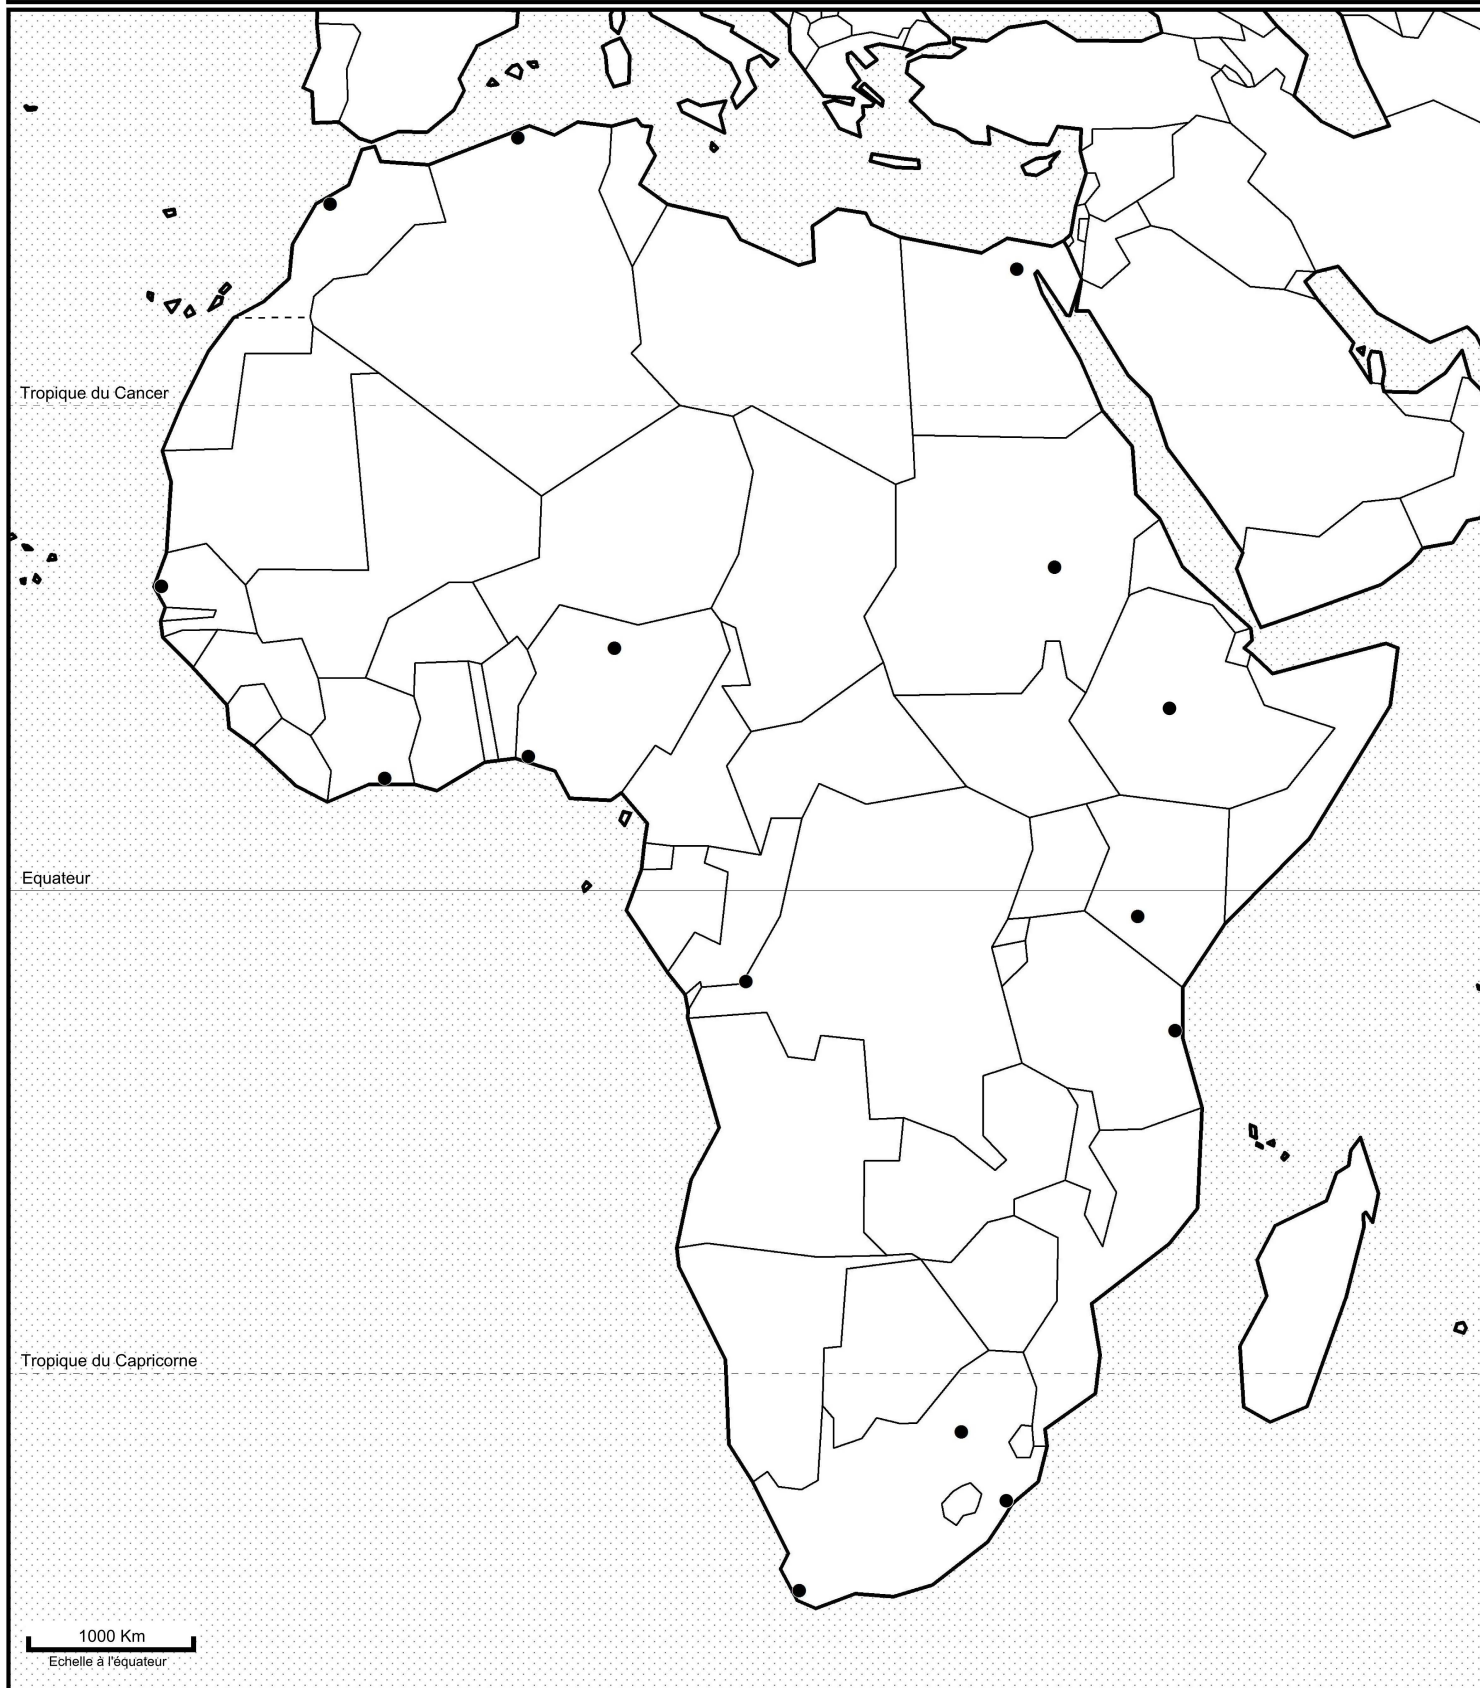 Tropique du Cancer
Equateur
Tropique du Capricorne
1000 Km
Echelle à l'équateur